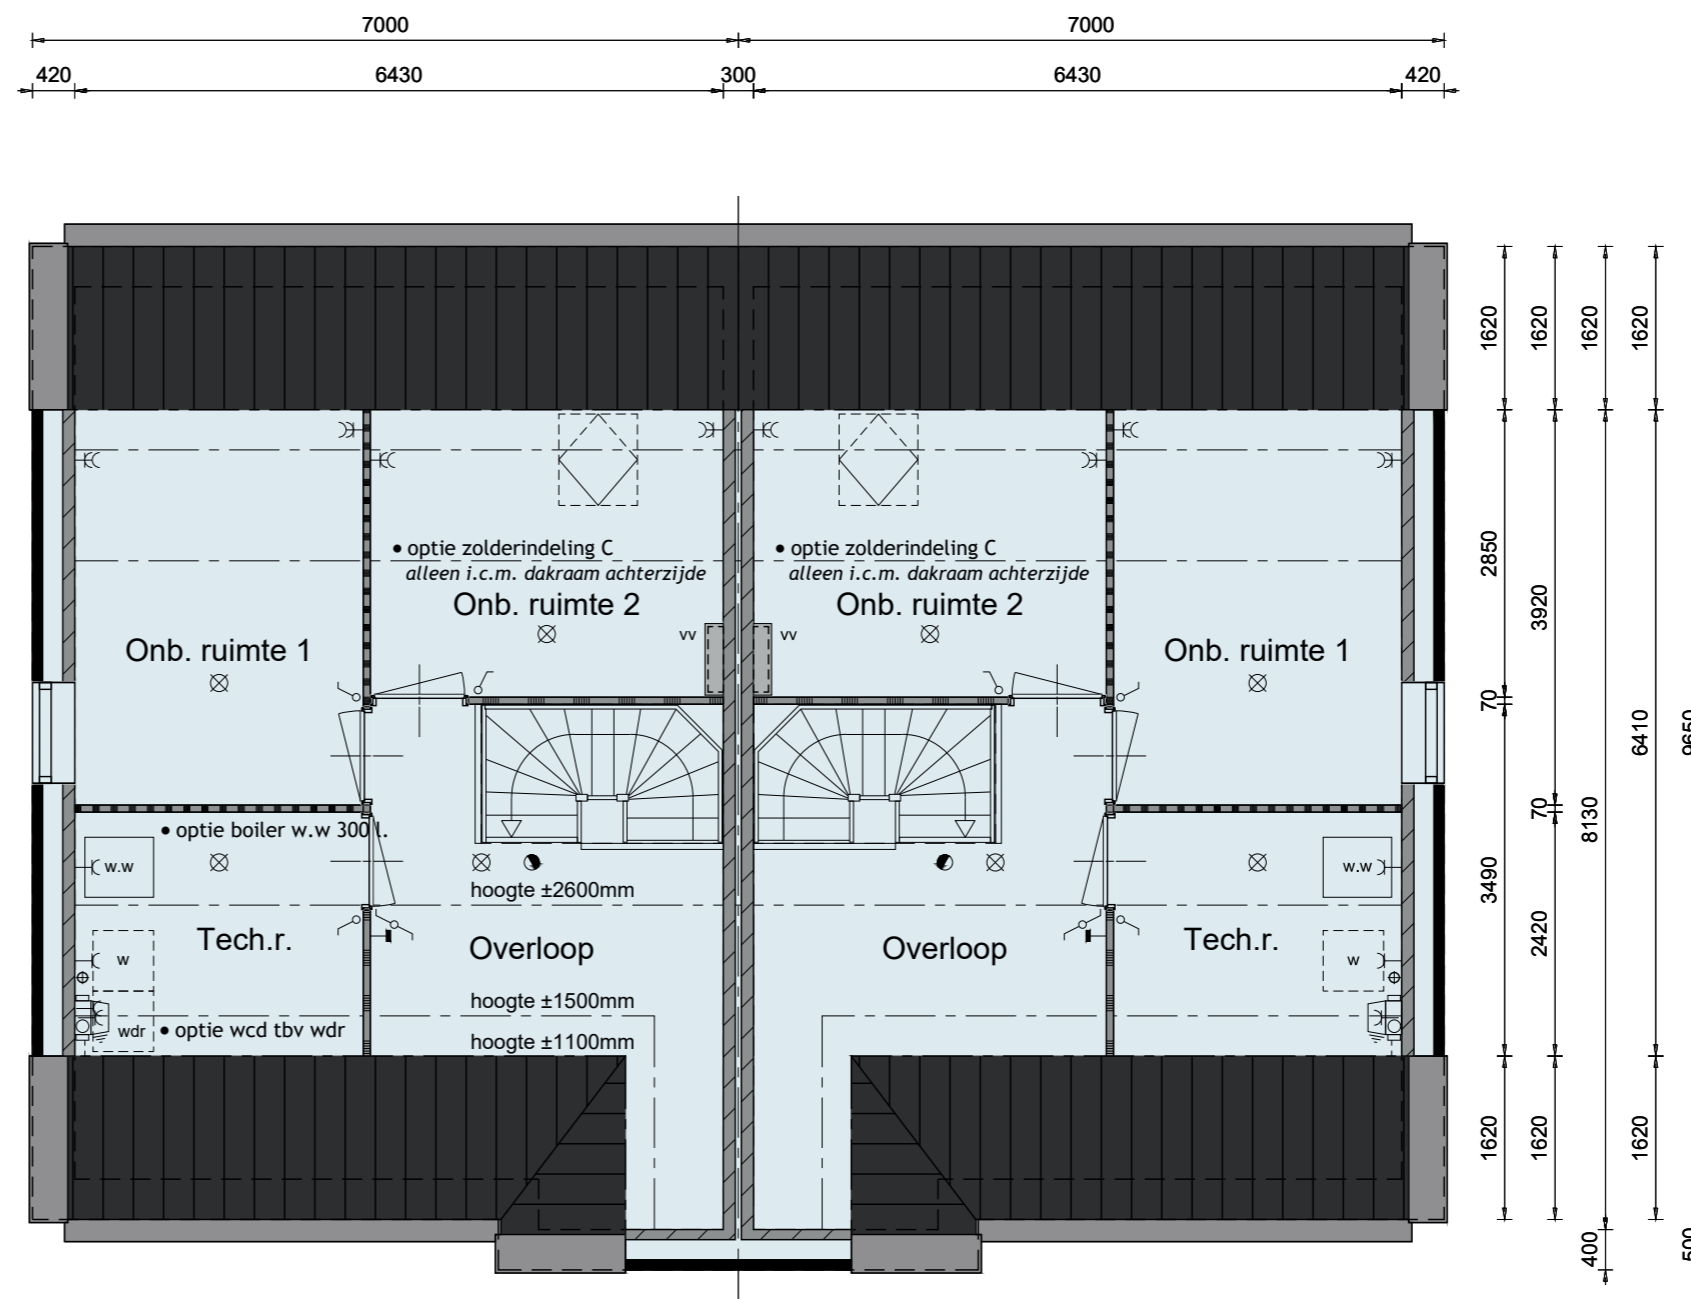 7000 7000
420 6430 300 6430 420
1620 1620 1620 1620
• optie zolderindeling C • optie zolderindeling C
alleen i.c.m. dakraam achterzijde alleen i.c.m. dakraam achterzijde
2850
Onb. ruimte 2 Onb. ruimte 2
3920
vv vv
Onb. ruimte 1 Onb. ruimte 1
70
6410 9650
70
8130
• optie boiler w.w 300 l.
w.w w.w
hoogte ±2600mm
3490
Tech.r. Overloop Overloop Tech.r.
2420
w w
hoogte ±1500mm
wdr • optie wcd tbv wdr
hoogte ±1100mm
1620 1620 1620
400 500